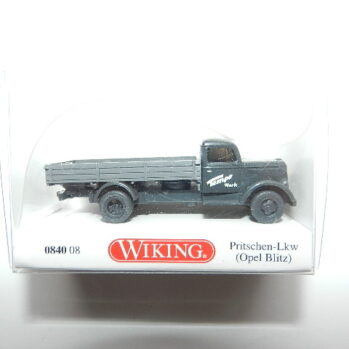 Tempo
Werk
0840 08
WIKING®
Pritschen-Lkw
(Opel Blitz)